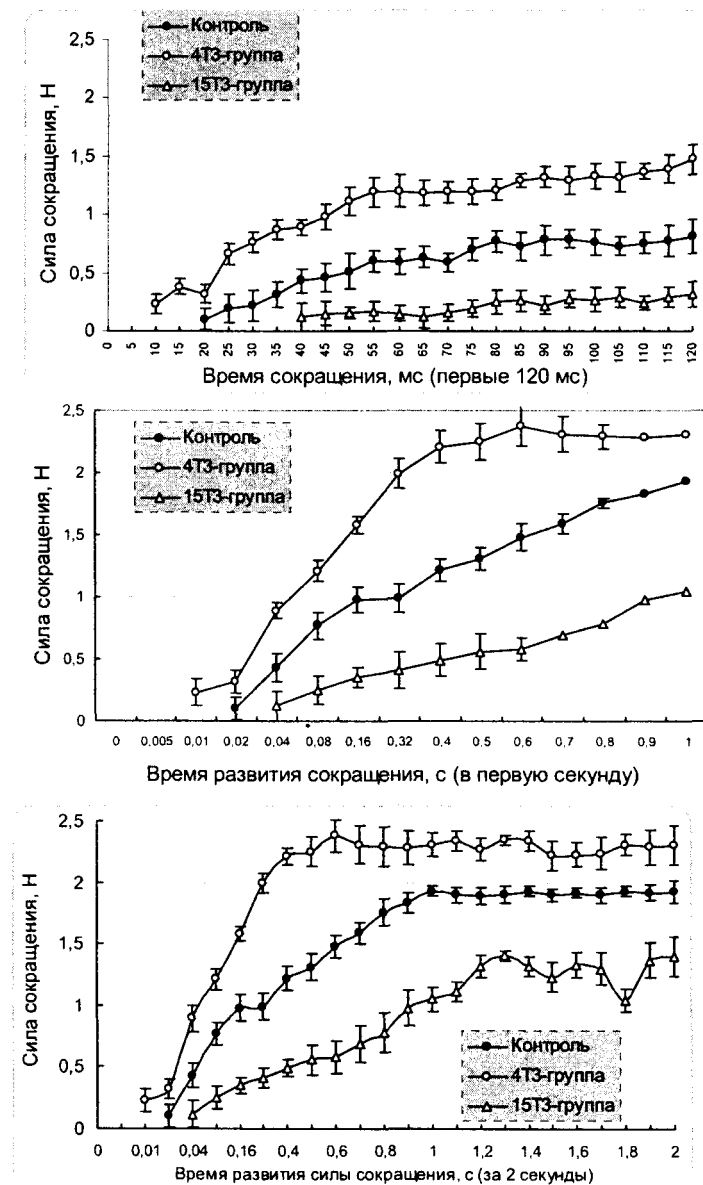 Контроль
4Т3-группа
15Т3-группа
Сила сокращения, Н
2,5
2
1,5
1
0,5
0
0 5 10 15 20 25 30 35 40 45 50 55 60 65 70 75 80 85 90 95 100 105 110 115 120
Время сокращения, мс (первые 120 мс)
Контроль
4Т3-группа
15Т3-группа
Сила сокращения, Н
2,5
2
1,5
1
0,5
0
0 0,005 0,01 0,02 0,04 0,08 0,16 0,32 0,4 0,5 0,6 0,7 0,8 0,9 1
Время развития сокращения, с (в первую секунду)
Сила сокращения, Н
2,5
2
1,5
1
0,5
0
Контроль
4Т3-группа
15Т3-группа
0,01 0,04 0,16 0,4 0,6 0,8 1 1,2 1,4 1,6 1,8 2
Время развития силы сокращения, с (за 2 секунды)